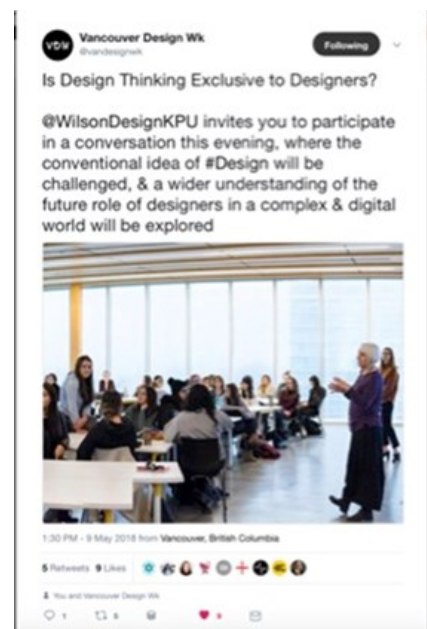 VDW
Vancouver Design Wk
@vandesignwk
Following
Is Design Thinking Exclusive to Designers?
@WilsonDesignKPU invites you to participate
in a conversation this evening, where the
conventional idea of #Design will be
challenged, & a wider understanding of the
future role of designers in a complex & digital
world will be explored
1:30 PM - 9 May 2018 from Vancouver, British Columbia
5 Retweets 9 Likes
You and Vancouver Design Wk
1 5 9